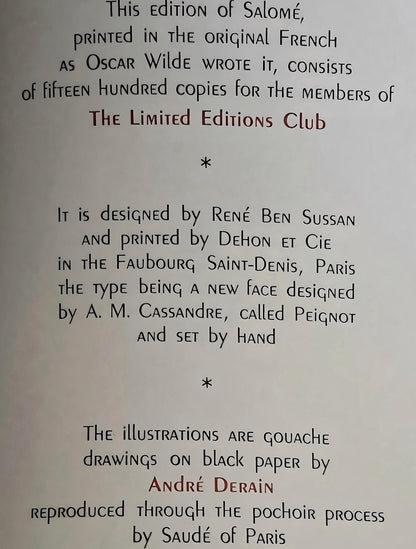 This edition of Salomé,
printed in the original French
as Oscar Wilde wrote it, consists
of fifteen hundred copies for the members of
The Limited Editions Club
*
It is designed by René Ben Sussan
and printed by Dehon et Cie
in the Faubourg Saint-Denis, Paris
the type being a new face designed
by A. M. Cassandre, called Peignot
and set by hand
*
The illustrations are gouache
drawings on black paper by
André Derain
reproduced through the pochoir process
by Saudé of Paris